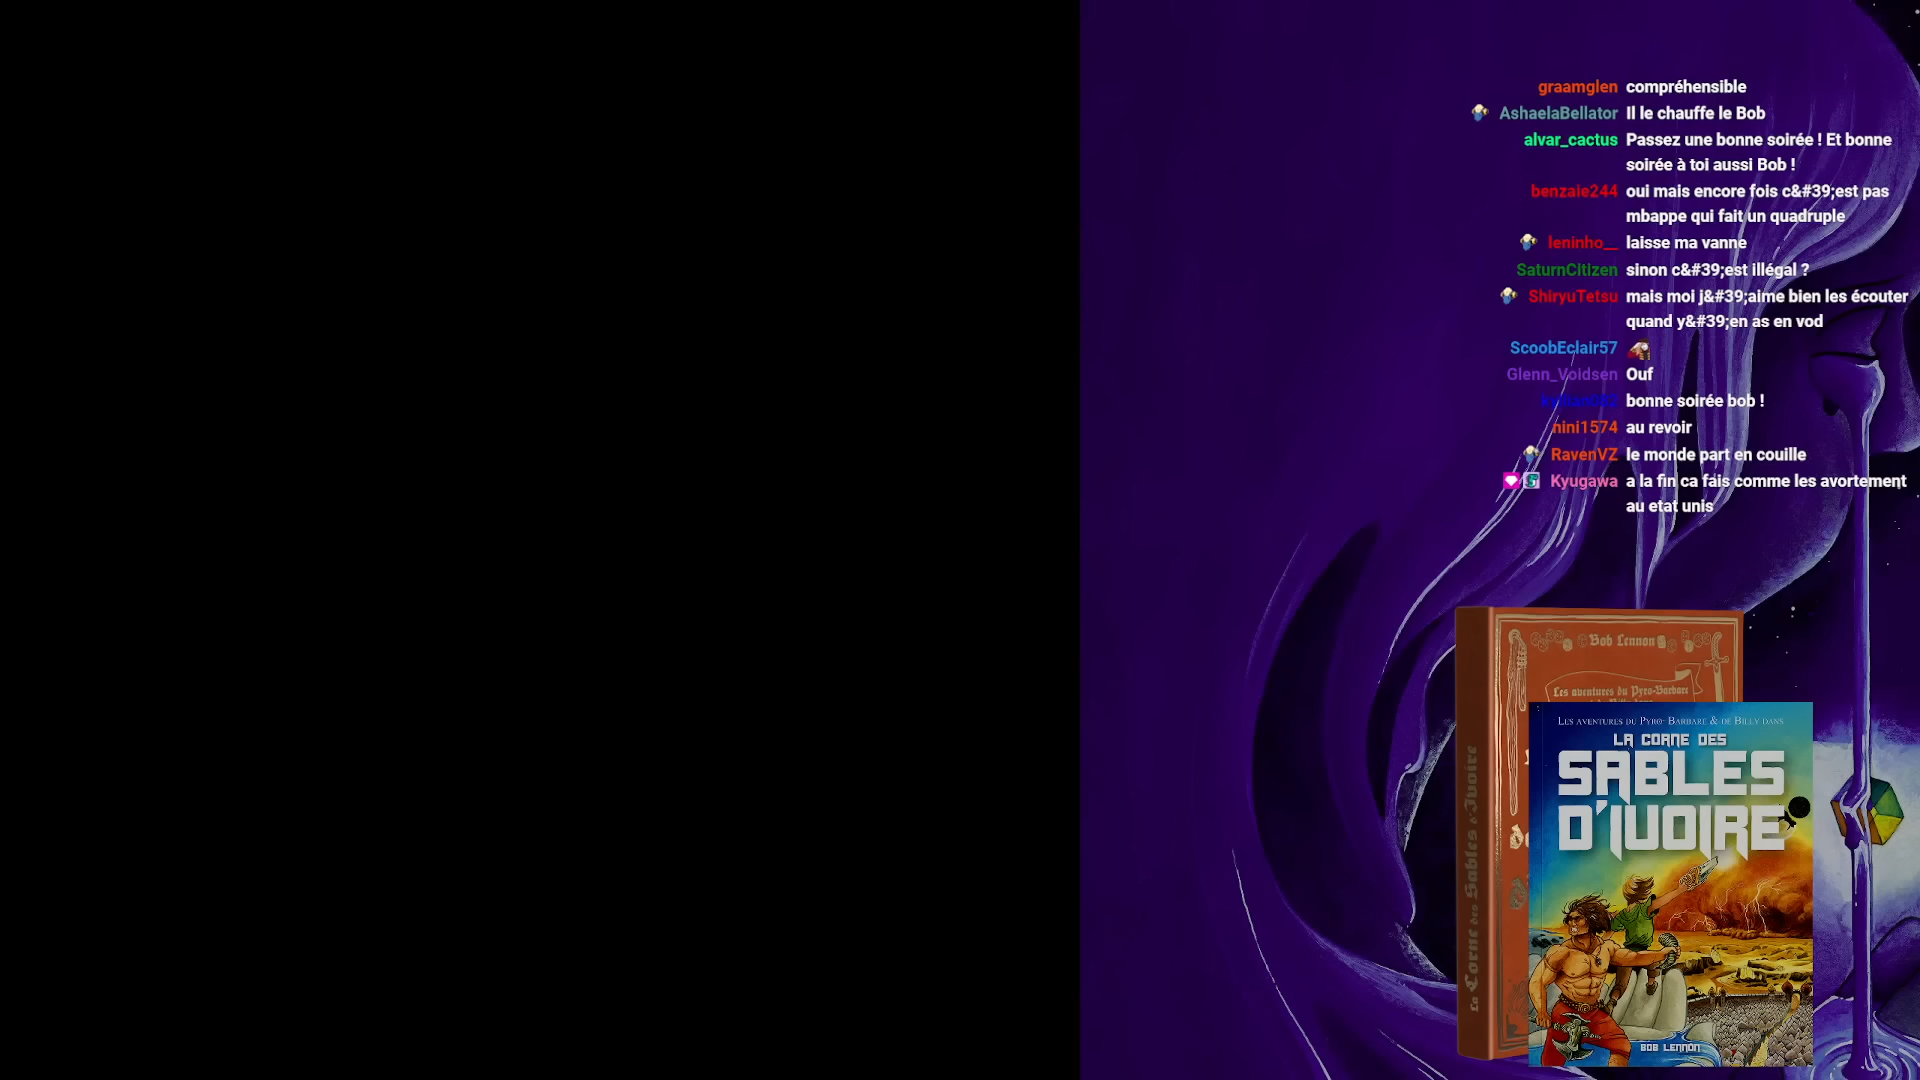 graamglen compréhensible
AshaelaBellator Il le chauffe le Bob
alvar_cactus Passez une bonne soirée ! Et bonne
soirée à toi aussi Bob !
benzaie244 oui mais encore fois c&#39;est pas
mbappe qui fait un quadruple
leninho__ laisse ma vanne
SaturnCitizen sinon c&#39;est illégal ?
ShiryuTetsu mais moi j&#39;aime bien les écouter
quand y&#39;en as en vod
ScoobEclair57
Glenn_Voidsen Ouf
bonne soirée bob !
nini1574 au revoir
RavenVZ le monde part en couille
Kyugawa a la fin ca fais comme les avortement
au etat unis
Bob Lennon
Les aventures du Pyro-Barbare
La Corne des Sables d'Ivoire
Les aventures du Pyro-Barbare & de Billy dans
LA CORNE DES
SABLES
D'IVOIRE
BOB LENNON